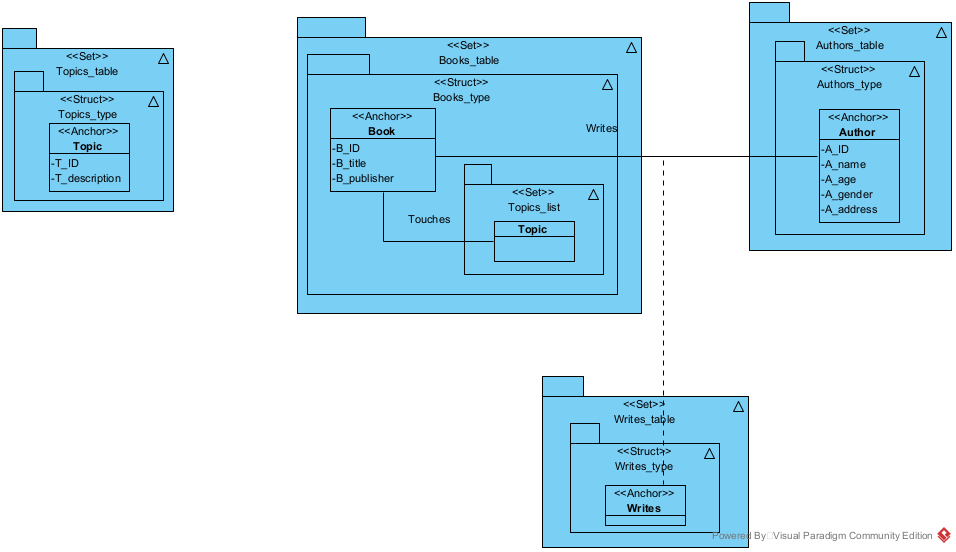 <<Set>>
Topics_table
<<Struct>>
Topics_type
<<Anchor>>
Topic
-T_ID
-T_description
<<Set>>
Books_table
<<Struct>>
Books_type
<<Anchor>>
Book
-B_ID
-B_title
-B_publisher
Writes
Touches
<<Set>>
Topics_list
Topic
<<Set>>
Authors_table
<<Struct>>
Authors_type
<<Anchor>>
Author
-A_ID
-A_name
-A_age
-A_gender
-A_address
<<Set>>
Writes_table
<<Struct>>
Writes_type
<<Anchor>>
Writes
Powered By Visual Paradigm Community Edition